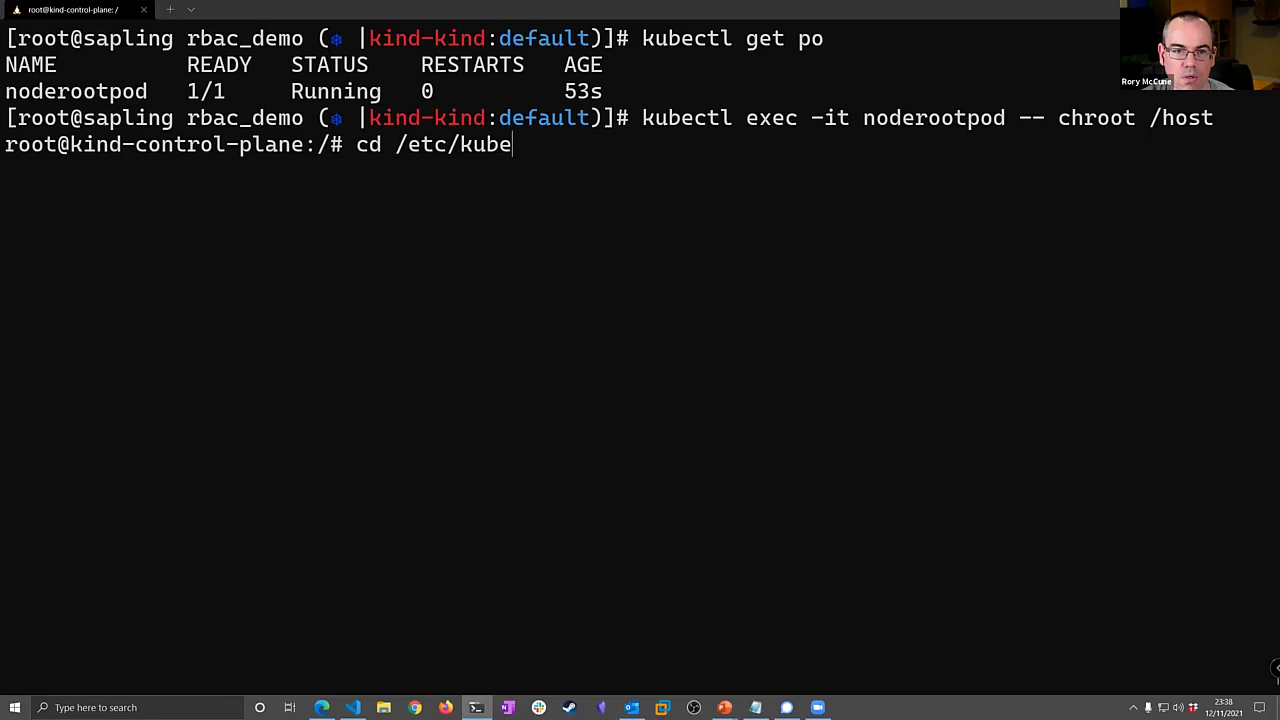 root@kind-control-plane: /
[root@sapling rbac_demo (⎈ |kind-kind:default)]# kubectl get po
NAME READY STATUS RESTARTS AGE
noderootpod 1/1 Running 0 53s
[root@sapling rbac_demo (⎈ |kind-kind:default)]# kubectl exec -it noderootpod -- chroot /host
root@kind-control-plane:/# cd /etc/kube
Rory McCune
Type here to search
23:38
12/11/2021